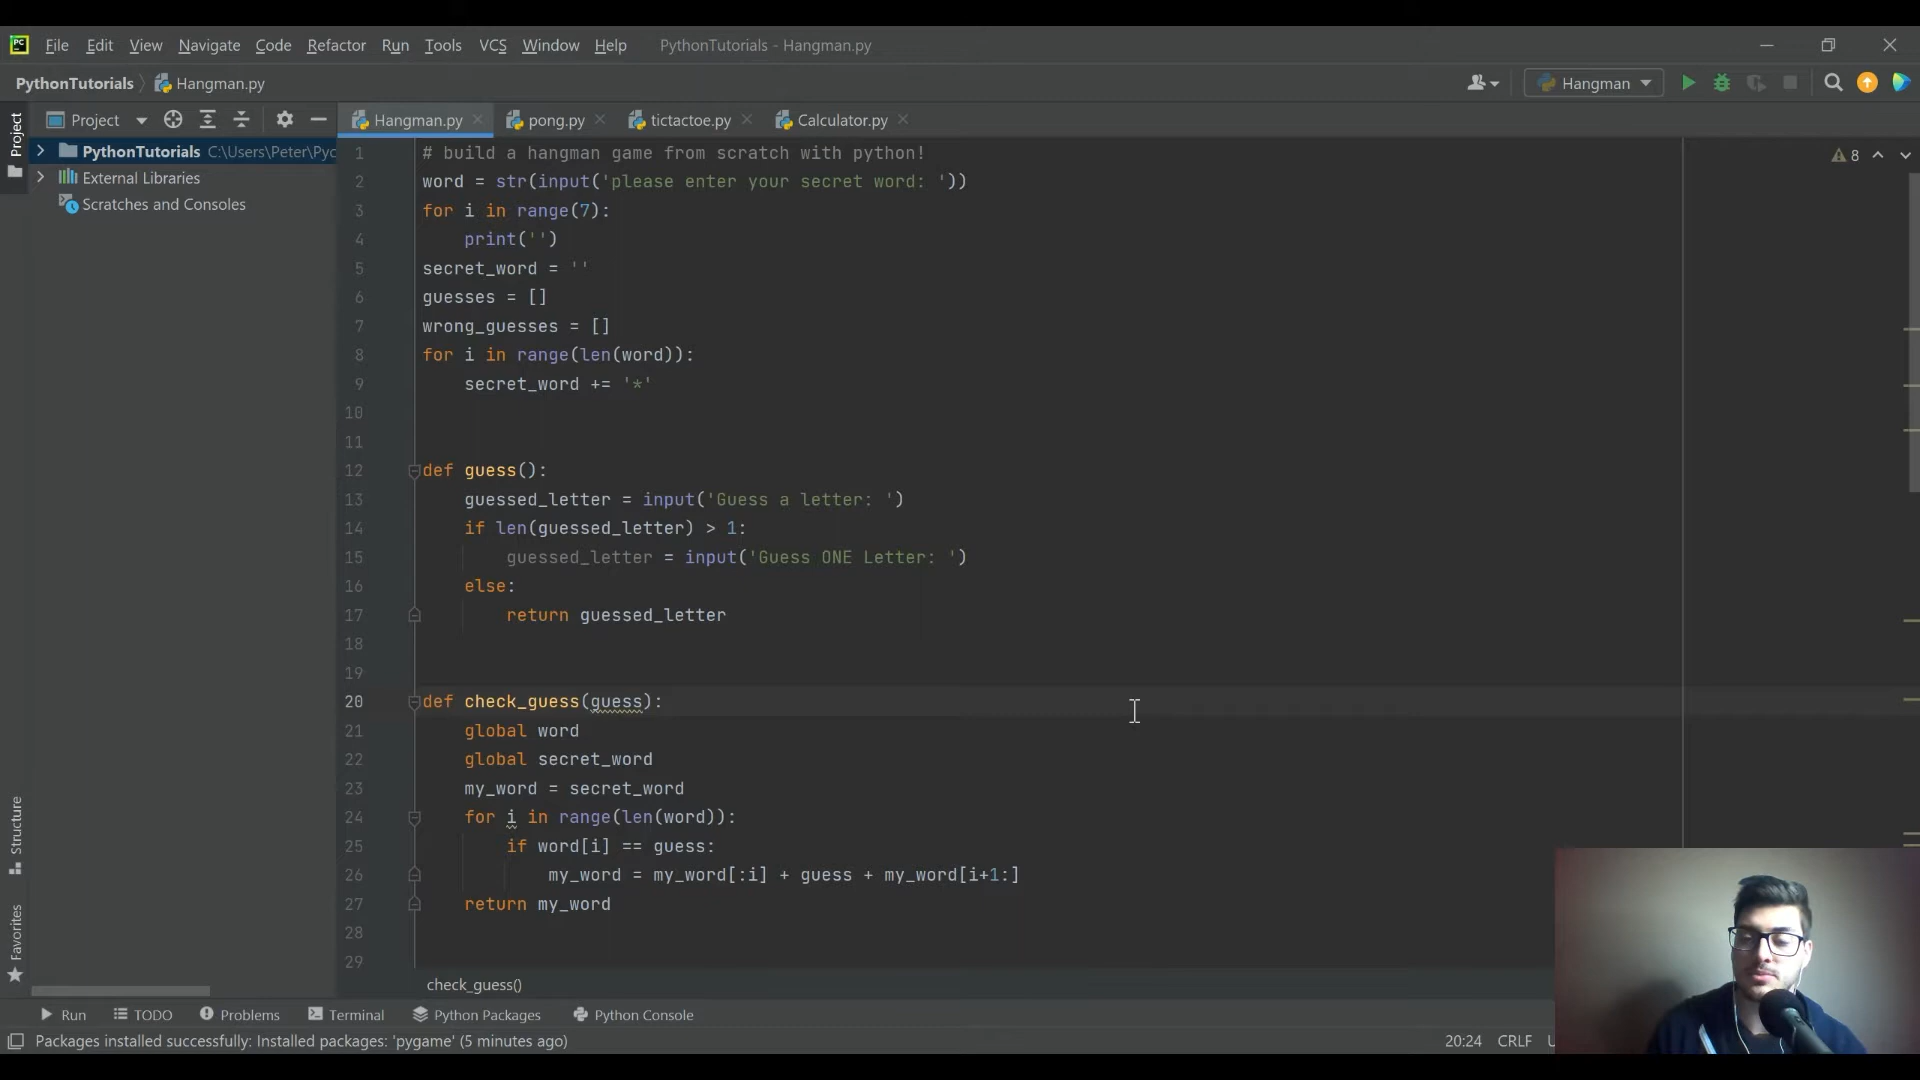 PC File Edit View Navigate Code Refactor Run Tools VCS Window Help PythonTutorials - Hangman.py
PythonTutorials Hangman.py Hangman
Project Project Hangman.py pong.py tictactoe.py Calculator.py
PythonTutorials C:\Users\Peter\Pyc
External Libraries
Scratches and Consoles
8
1 # build a hangman game from scratch with python!
2 word = str(input('please enter your secret word: '))
3 for i in range(7):
4 print('')
5 secret_word = ''
6 guesses = []
7 wrong_guesses = []
8 for i in range(len(word)):
9 secret_word += '*'
10
11
12 def guess():
13 guessed_letter = input('Guess a letter: ')
14 if len(guessed_letter) > 1:
15 guessed_letter = input('Guess ONE Letter: ')
16 else:
17 return guessed_letter
18
19
20 def check_guess(guess):
21 global word
22 global secret_word
23 my_word = secret_word
24 for i in range(len(word)):
25 if word[i] == guess:
26 my_word = my_word[:i] + guess + my_word[i+1:]
27 return my_word
28
29
check_guess()
Structure
Favorites
Run TODO Problems Terminal Python Packages Python Console
Packages installed successfully: Installed packages: 'pygame' (5 minutes ago) 20:24 CRLF